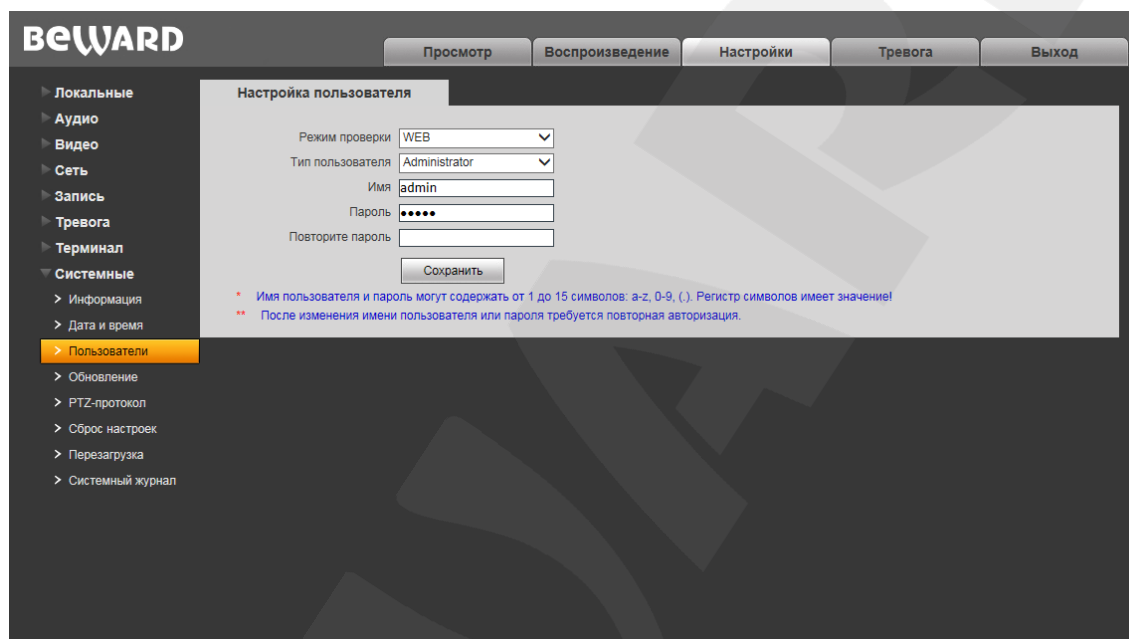 BEWARD
Просмотр Воспроизведение Настройки Тревога Выход
Локальные
Аудио
Видео
Сеть
Запись
Тревога
Терминал
Системные
Информация
Дата и время
Пользователи
Обновление
PTZ-протокол
Сброс настроек
Перезагрузка
Системный журнал
Настройка пользователя
Режим проверки WEB
Тип пользователя Administrator
Имя admin
Пароль •••••
Повторите пароль
Сохранить
* Имя пользователя и пароль могут содержать от 1 до 15 символов: a-z, 0-9, (.). Регистр символов имеет значение!
** После изменения имени пользователя или пароля требуется повторная авторизация.